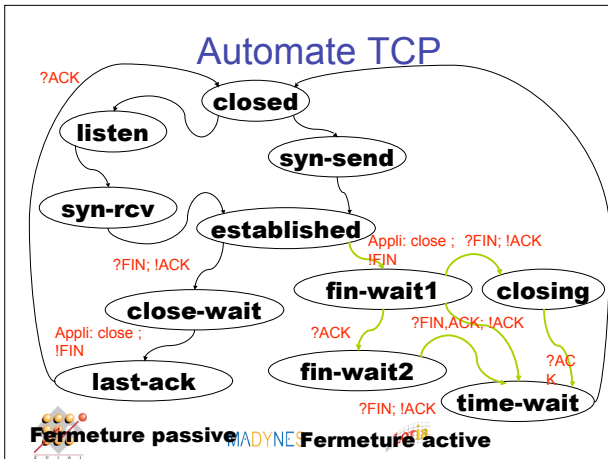 Automate TCP
?ACK
closed
listen
syn-send
syn-rcv
established
Appli: close ;
!FIN
?FIN; !ACK
?FIN; !ACK
fin-wait1
closing
close-wait
?ACK
?FIN,ACK; !ACK
Appli: close ;
!FIN
?AC
K
last-ack
fin-wait2
time-wait
?FIN; !ACK
Fermeture passive
MADYNES
Fermeture active